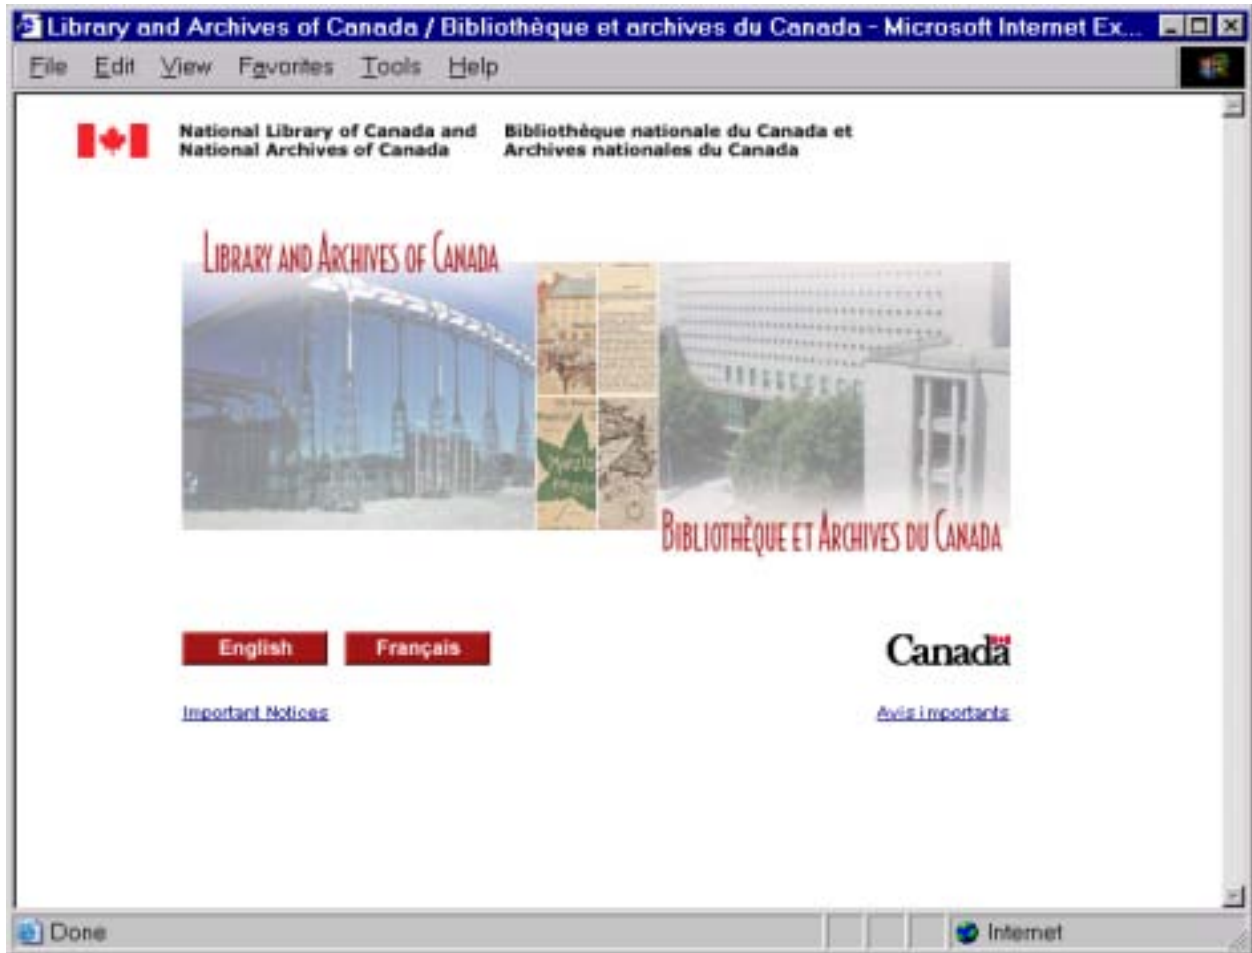 Library and Archives of Canada / Bibliothèque et archives du Canada - Microsoft Internet Ex...
File Edit View Favorites Tools Help
National Library of Canada and
National Archives of Canada
Bibliothèque nationale du Canada et
Archives nationales du Canada
LIBRARY AND ARCHIVES OF CANADA
BIBLIOTHÈQUE ET ARCHIVES DU CANADA
English Français
Canada
Important Notices Avis importants
Done Internet